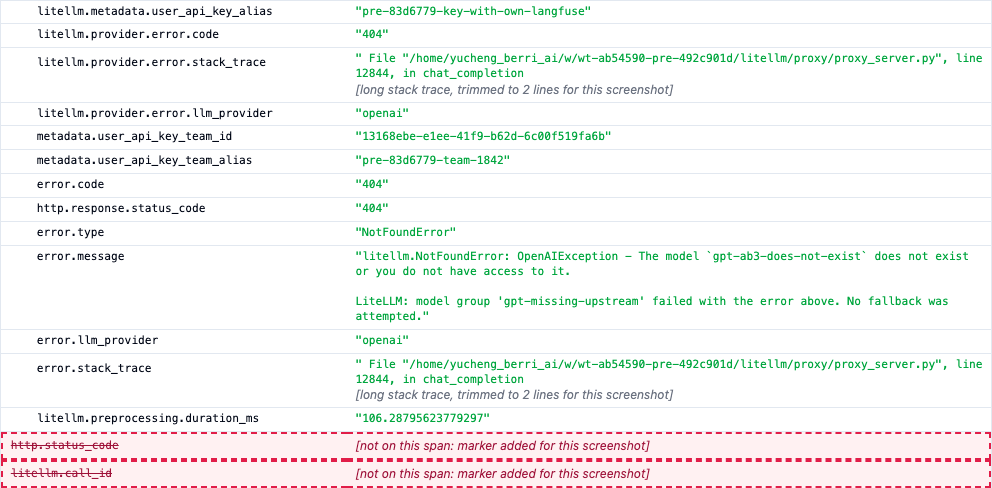 litellm.metadata.user_api_key_alias "pre-83d6779-key-with-own-langfuse"
litellm.provider.error.code "404"
litellm.provider.error.stack_trace " File "/home/yucheng_berri_ai/w/wt-ab54590-pre-492c901d/litellm/proxy/proxy_server.py", line
12844, in chat_completion
[long stack trace, trimmed to 2 lines for this screenshot]
litellm.provider.error.llm_provider "openai"
metadata.user_api_key_team_id "13168ebe-e1ee-41f9-b62d-6c00f519fa6b"
metadata.user_api_key_team_alias "pre-83d6779-team-1842"
error.code "404"
http.response.status_code "404"
error.type "NotFoundError"
error.message "litellm.NotFoundError: OpenAIException - The model `gpt-ab3-does-not-exist` does not exist
or you do not have access to it.
LiteLLM: model group 'gpt-missing-upstream' failed with the error above. No fallback was
attempted."
error.llm_provider "openai"
error.stack_trace " File "/home/yucheng_berri_ai/w/wt-ab54590-pre-492c901d/litellm/proxy/proxy_server.py", line
12844, in chat_completion
[long stack trace, trimmed to 2 lines for this screenshot]
litellm.preprocessing.duration_ms "106.28795623779297"
http.status_code [not on this span: marker added for this screenshot]
litellm.call_id [not on this span: marker added for this screenshot]